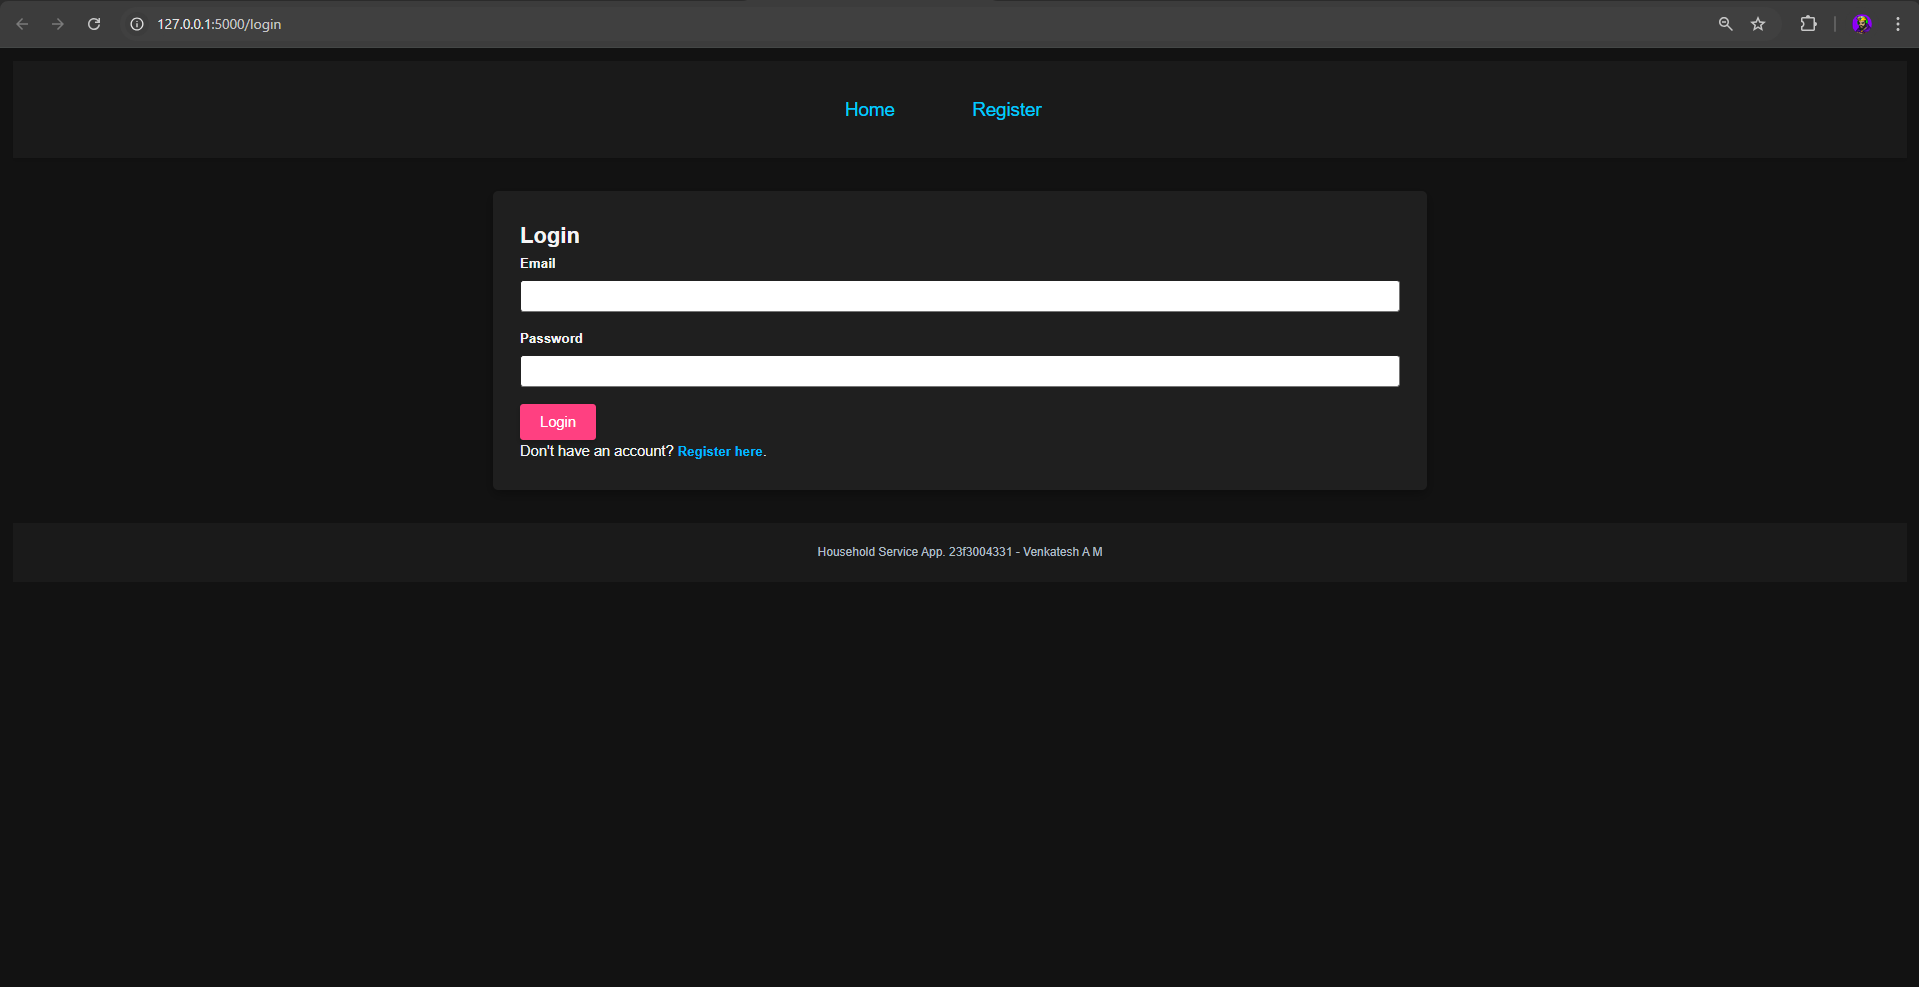 127.0.0.1:5000/login
Home Register
Login
Email
Password
Login
Don't have an account? Register here.
Household Service App. 23f3004331 - Venkatesh A M